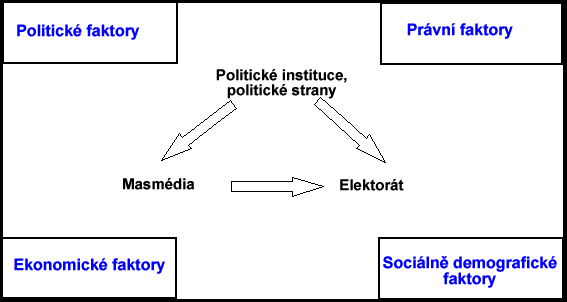 Politické faktory
Právní faktory
Politické instituce,
politické strany
Masmédia
Elektorát
Ekonomické faktory
Sociálně demografické
faktory